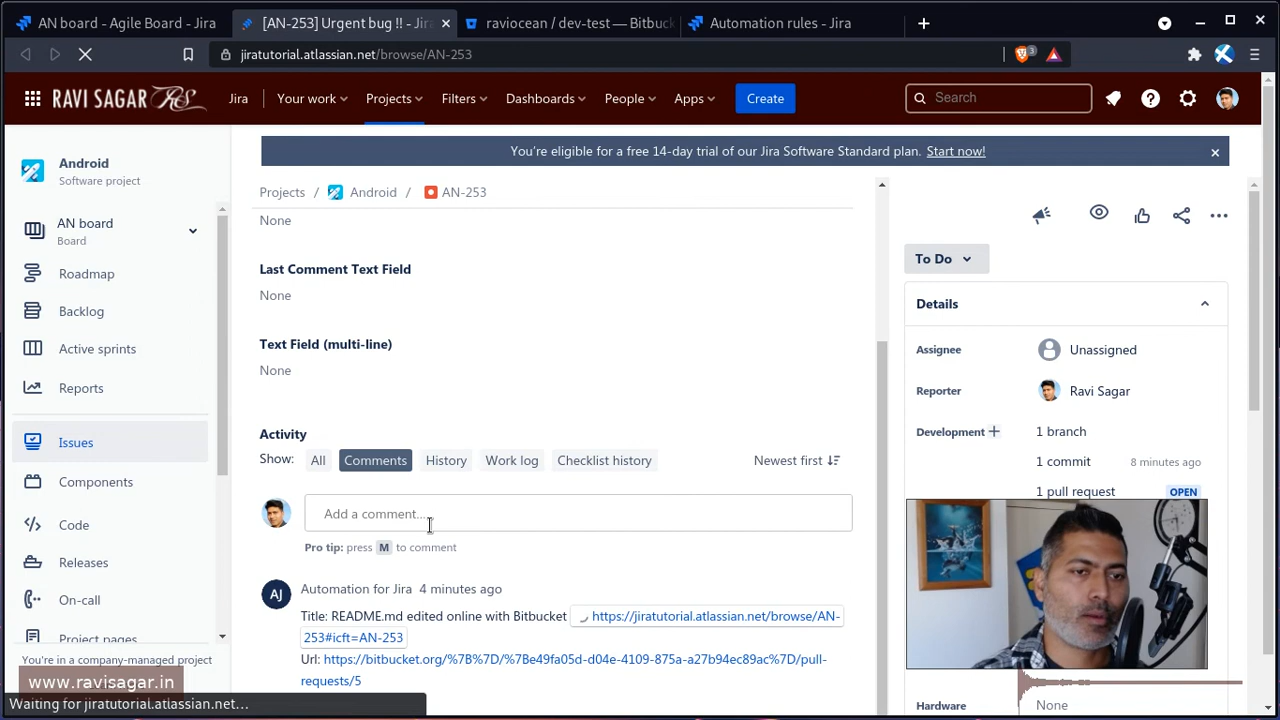 AN board - Agile Board - Jira
[AN-253] Urgent bug !! - Jir
raviocean / dev-test — Bitbuck
Automation rules - Jira
jiratutorial.atlassian.net/browse/AN-253
3
RAVI SAGAR RS
Jira
Your work
Projects
Filters
Dashboards
People
Apps
Create
Search
You're eligible for a free 14-day trial of our Jira Software Standard plan. Start now!
Android
Software project
AN board
Board
Roadmap
Backlog
Active sprints
Reports
Issues
Components
Code
Releases
On-call
Project pages
You're in a company-managed project
www.ravisagar.in
Waiting for jiratutorial.atlassian.net...
Projects / Android / AN-253
None
Last Comment Text Field
None
Text Field (multi-line)
None
Activity
Show: All Comments History Work log Checklist history Newest first
Add a comment...
Pro tip: press M to comment
AJ
Automation for Jira 4 minutes ago
Title: README.md edited online with Bitbucket https://jiratutorial.atlassian.net/browse/AN-
253#icft=AN-253
Url: https://bitbucket.org/%7B%7D/%7Be49fa05d-d04e-4109-875a-a27b94ec89ac%7D/pull-
requests/5
To Do
Details
Assignee
Unassigned
Reporter
Ravi Sagar
Development
1 branch
1 commit
8 minutes ago
1 pull request
OPEN
Hardware
None